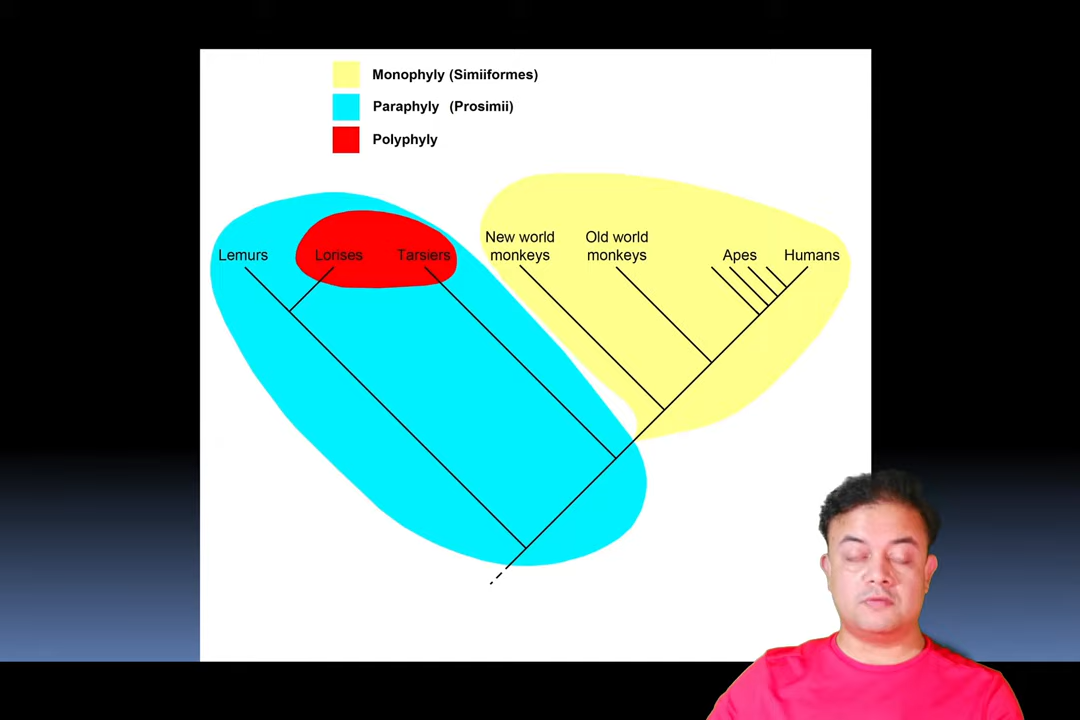 Monophyly (Simiiformes)
Paraphyly (Prosimii)
Polyphyly
New world
monkeys
Old world
monkeys
Lemurs
Lorises
Tarsiers
Apes
Humans